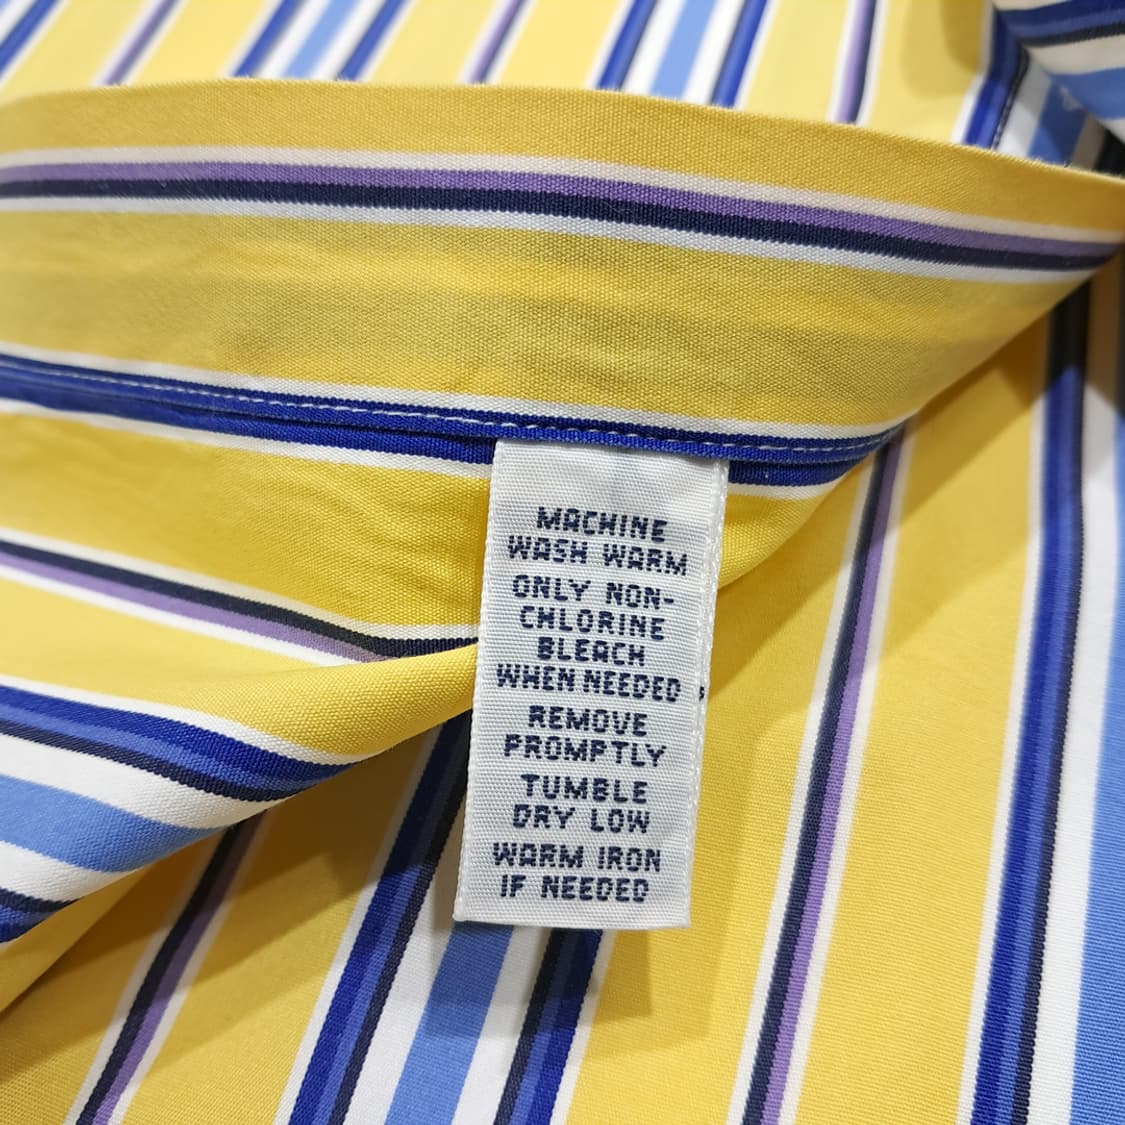 MACHINE
WASH WARM
ONLY NON-
CHLORINE
BLEACH
WHEN NEEDED
REMOVE
PROMPTLY
TUMBLE
DRY LOW
WARM IRON
IF NEEDED